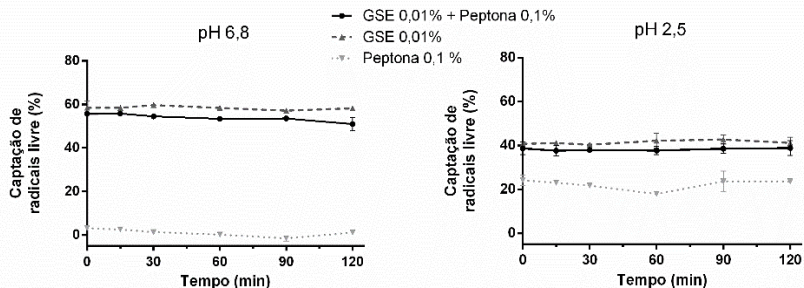 GSE 0,01% + Peptona 0,1%
GSE 0,01%
Peptona 0,1 %
pH 6,8
Captação de
radicais livre (%)
80
60
40
20
0
0 30 60 90 120
Tempo (min)
pH 2,5
Captação de
radicais livre (%)
80
60
40
20
0
0 30 60 90 120
Tempo (min)